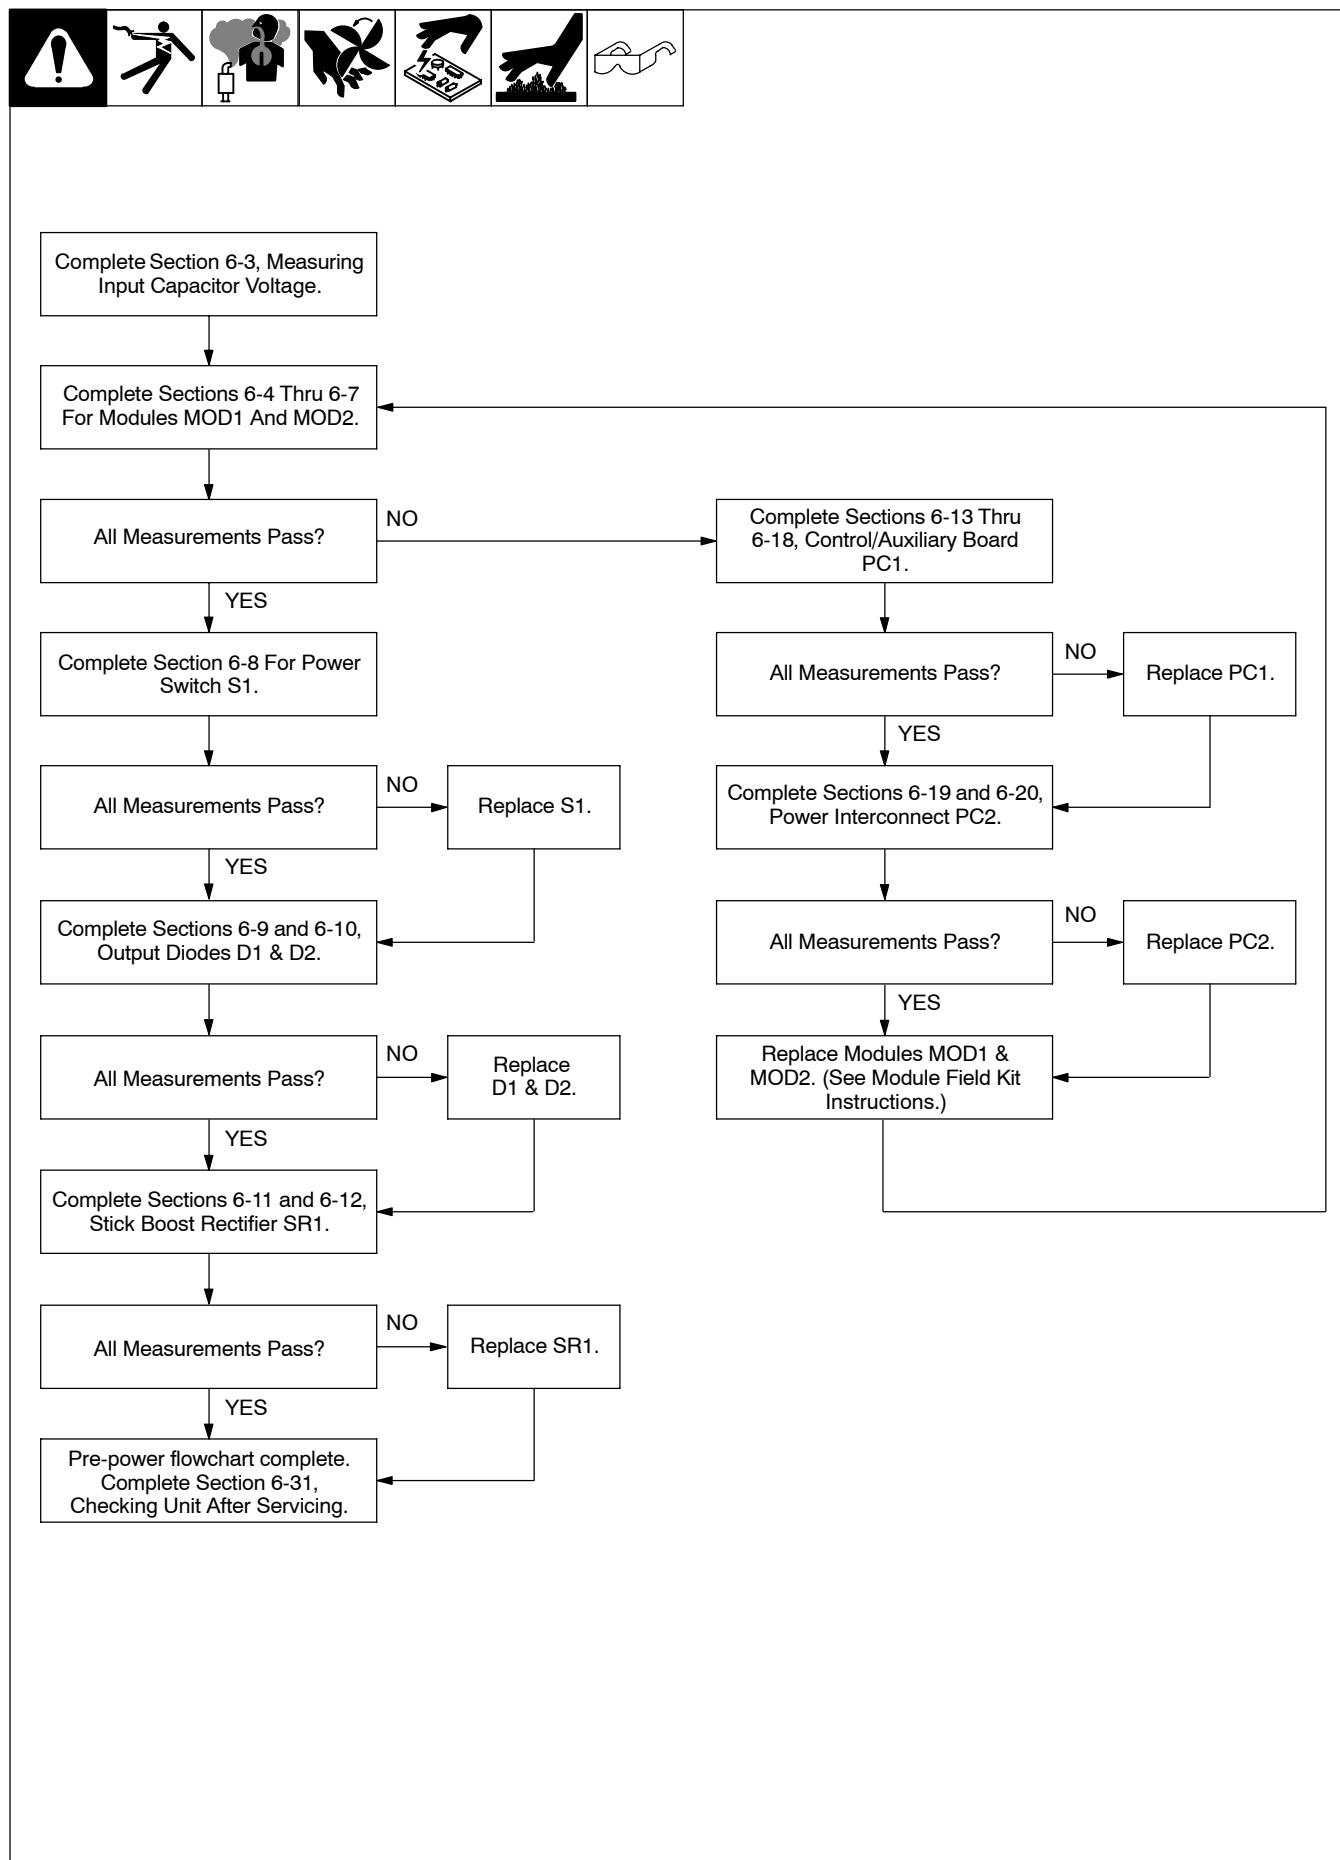 Complete Section 6-3, Measuring
Input Capacitor Voltage.
Complete Sections 6-4 Thru 6-7
For Modules MOD1 And MOD2.
All Measurements Pass?
NO
YES
Complete Section 6-8 For Power
Switch S1.
All Measurements Pass?
NO
Replace S1.
YES
Complete Sections 6-9 and 6-10,
Output Diodes D1 & D2.
All Measurements Pass?
NO
Replace
D1 & D2.
YES
Complete Sections 6-11 and 6-12,
Stick Boost Rectifier SR1.
All Measurements Pass?
NO
Replace SR1.
YES
Pre-power flowchart complete.
Complete Section 6-31,
Checking Unit After Servicing.
Complete Sections 6-13 Thru
6-18, Control/Auxiliary Board
PC1.
All Measurements Pass?
NO
Replace PC1.
YES
Complete Sections 6-19 and 6-20,
Power Interconnect PC2.
All Measurements Pass?
NO
Replace PC2.
YES
Replace Modules MOD1 &
MOD2. (See Module Field Kit
Instructions.)